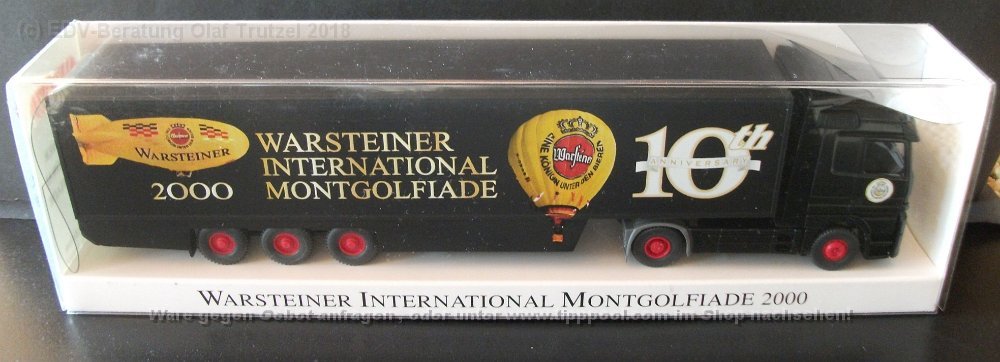 (c) EDV-Beratung Olaf Trutzel 2018
WARSTEINER
2000
WARSTEINER
INTERNATIONAL
MONTGOLFIADE
Warsteiner
EINE KÖNIGIN UNTER DEN BIEREN
10th
ANNIVERSARY
WARSTEINER INTERNATIONAL MONTGOLFIADE 2000
Ware gegen Gebot anfragen, oder unter www.tipppool.com im Shop nachsehen!